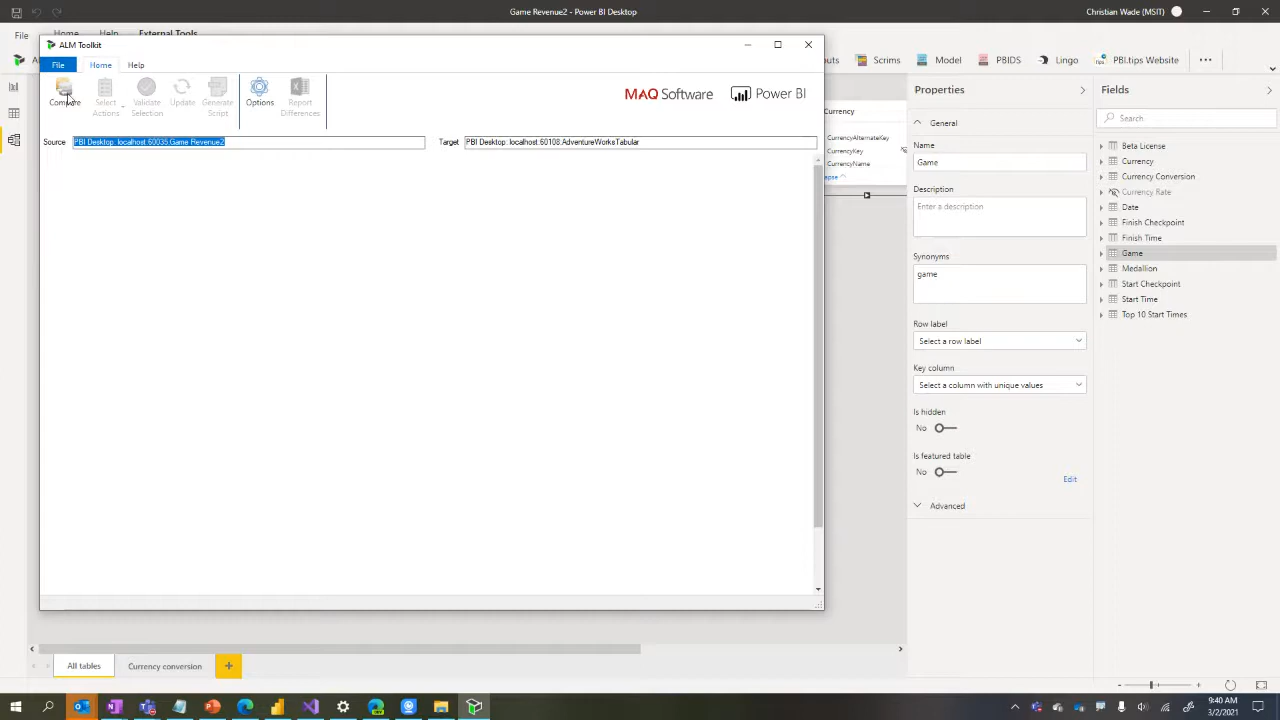 Game Revenue2 - Power BI Desktop
Christian Wade (MSIT)
File
Home
Help
External Tools
ALM Toolkit
Scrims
Model
PBIDS
Lingo
PBI.tips Website
File
Home
Help
Compare
Select
Actions
Validate
Selection
Update
Generate
Script
Options
Report
Differences
MAQ Software
Power BI
Source
PBI Desktop: localhost:60035;Game Revenue2
Target
PBI Desktop: localhost:60108;AdventureWorksTabular
Currency
CurrencyAlternateKey
CurrencyKey
CurrencyName
Properties
General
Name
Game
Description
Enter a description
Synonyms
game
Row label
Select a row label
Key column
Select a column with unique values
Is hidden
No
Is featured table
No
Edit
Advanced
Fields
Search
Beta License
Currency
Currency Conversion
Currency Rate
Date
Finish Checkpoint
Finish Time
Game
Medallion
Start Checkpoint
Start Time
Top 10 Start Times
All tables
Currency conversion
9:40 AM
3/2/2021